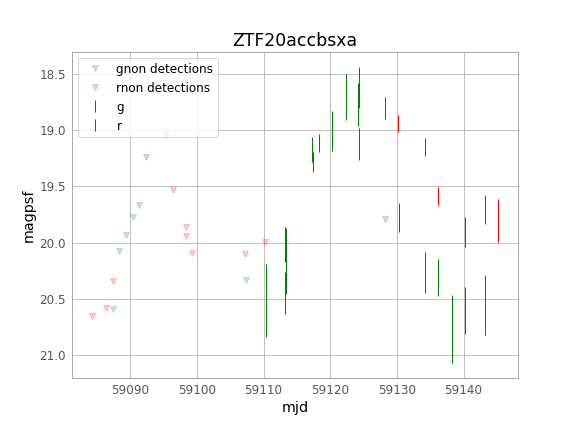 ZTF20accbsxa
gnon detections
rnon detections
g
r
magpsf
18.5
19.0
19.5
20.0
20.5
21.0
59090 59100 59110 59120 59130 59140
mjd